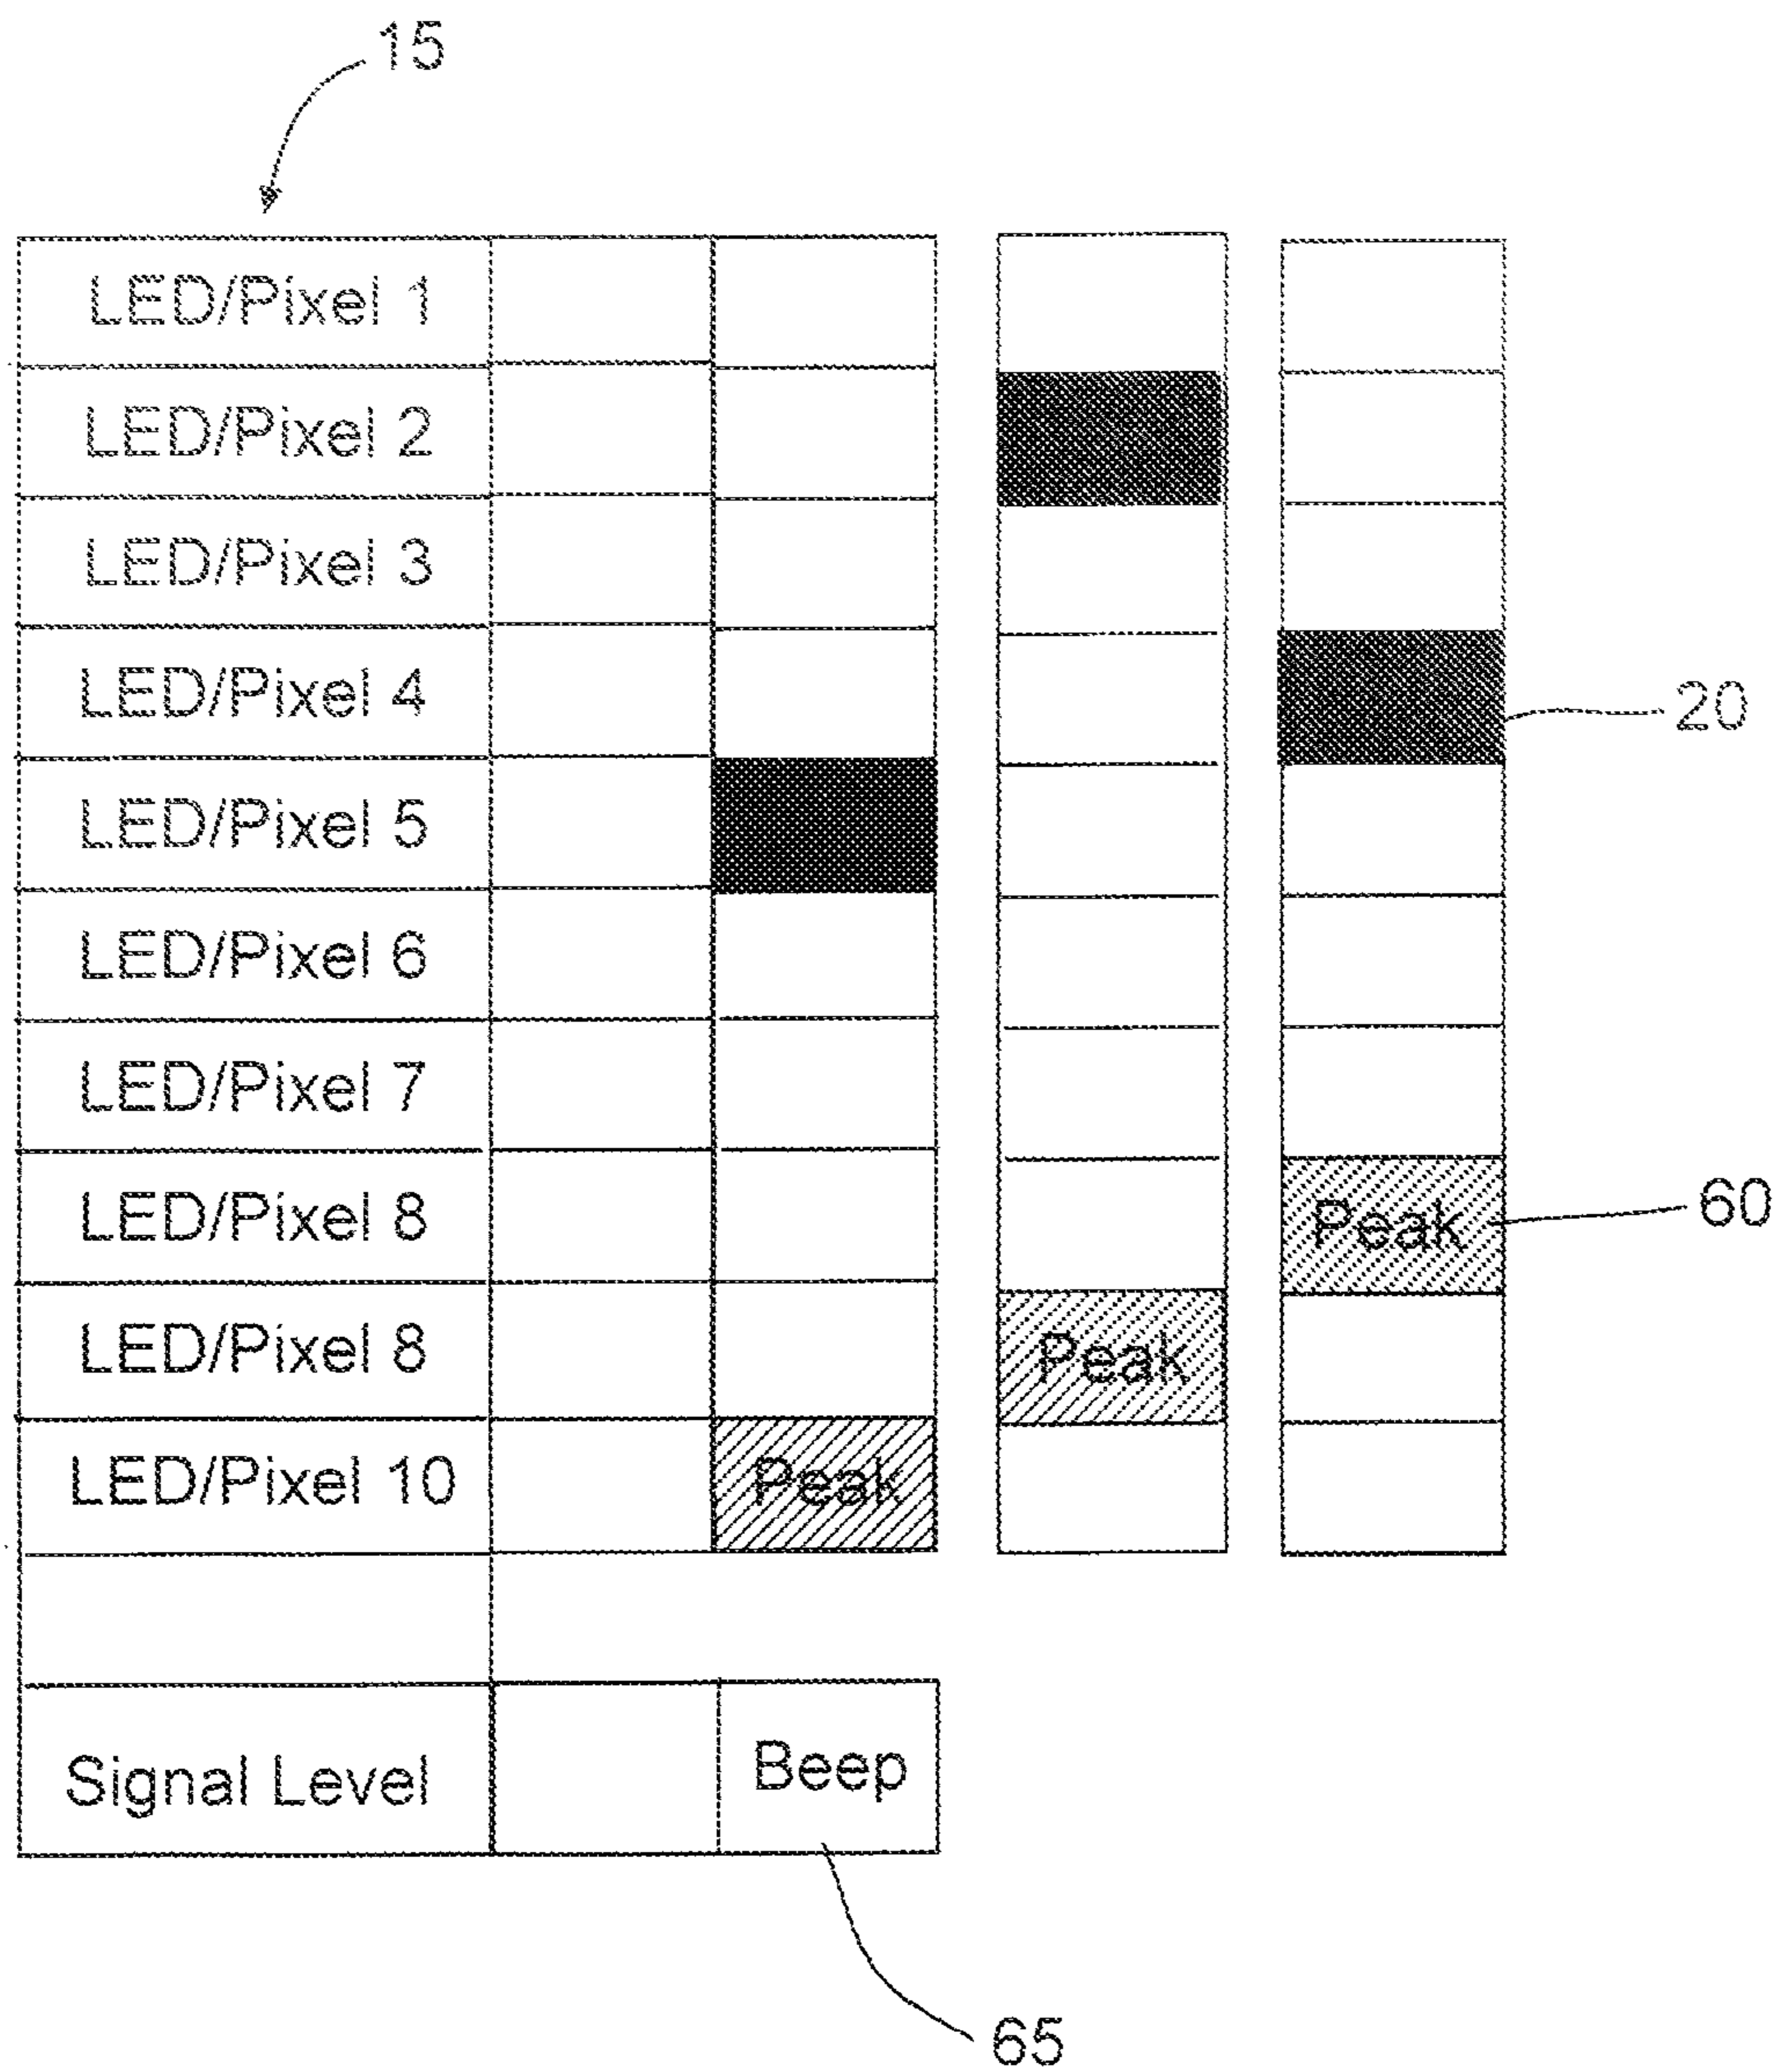 15
LED/Pixel 1
LED/Pixel 2
LED/Pixel 3
LED/Pixel 4
20
LED/Pixel 5
LED/Pixel 6
LED/Pixel 7
LED/Pixel 8
Peak
60
LED/Pixel 8
Peak
LED/Pixel 10
Peak
Signal Level
Beep
65